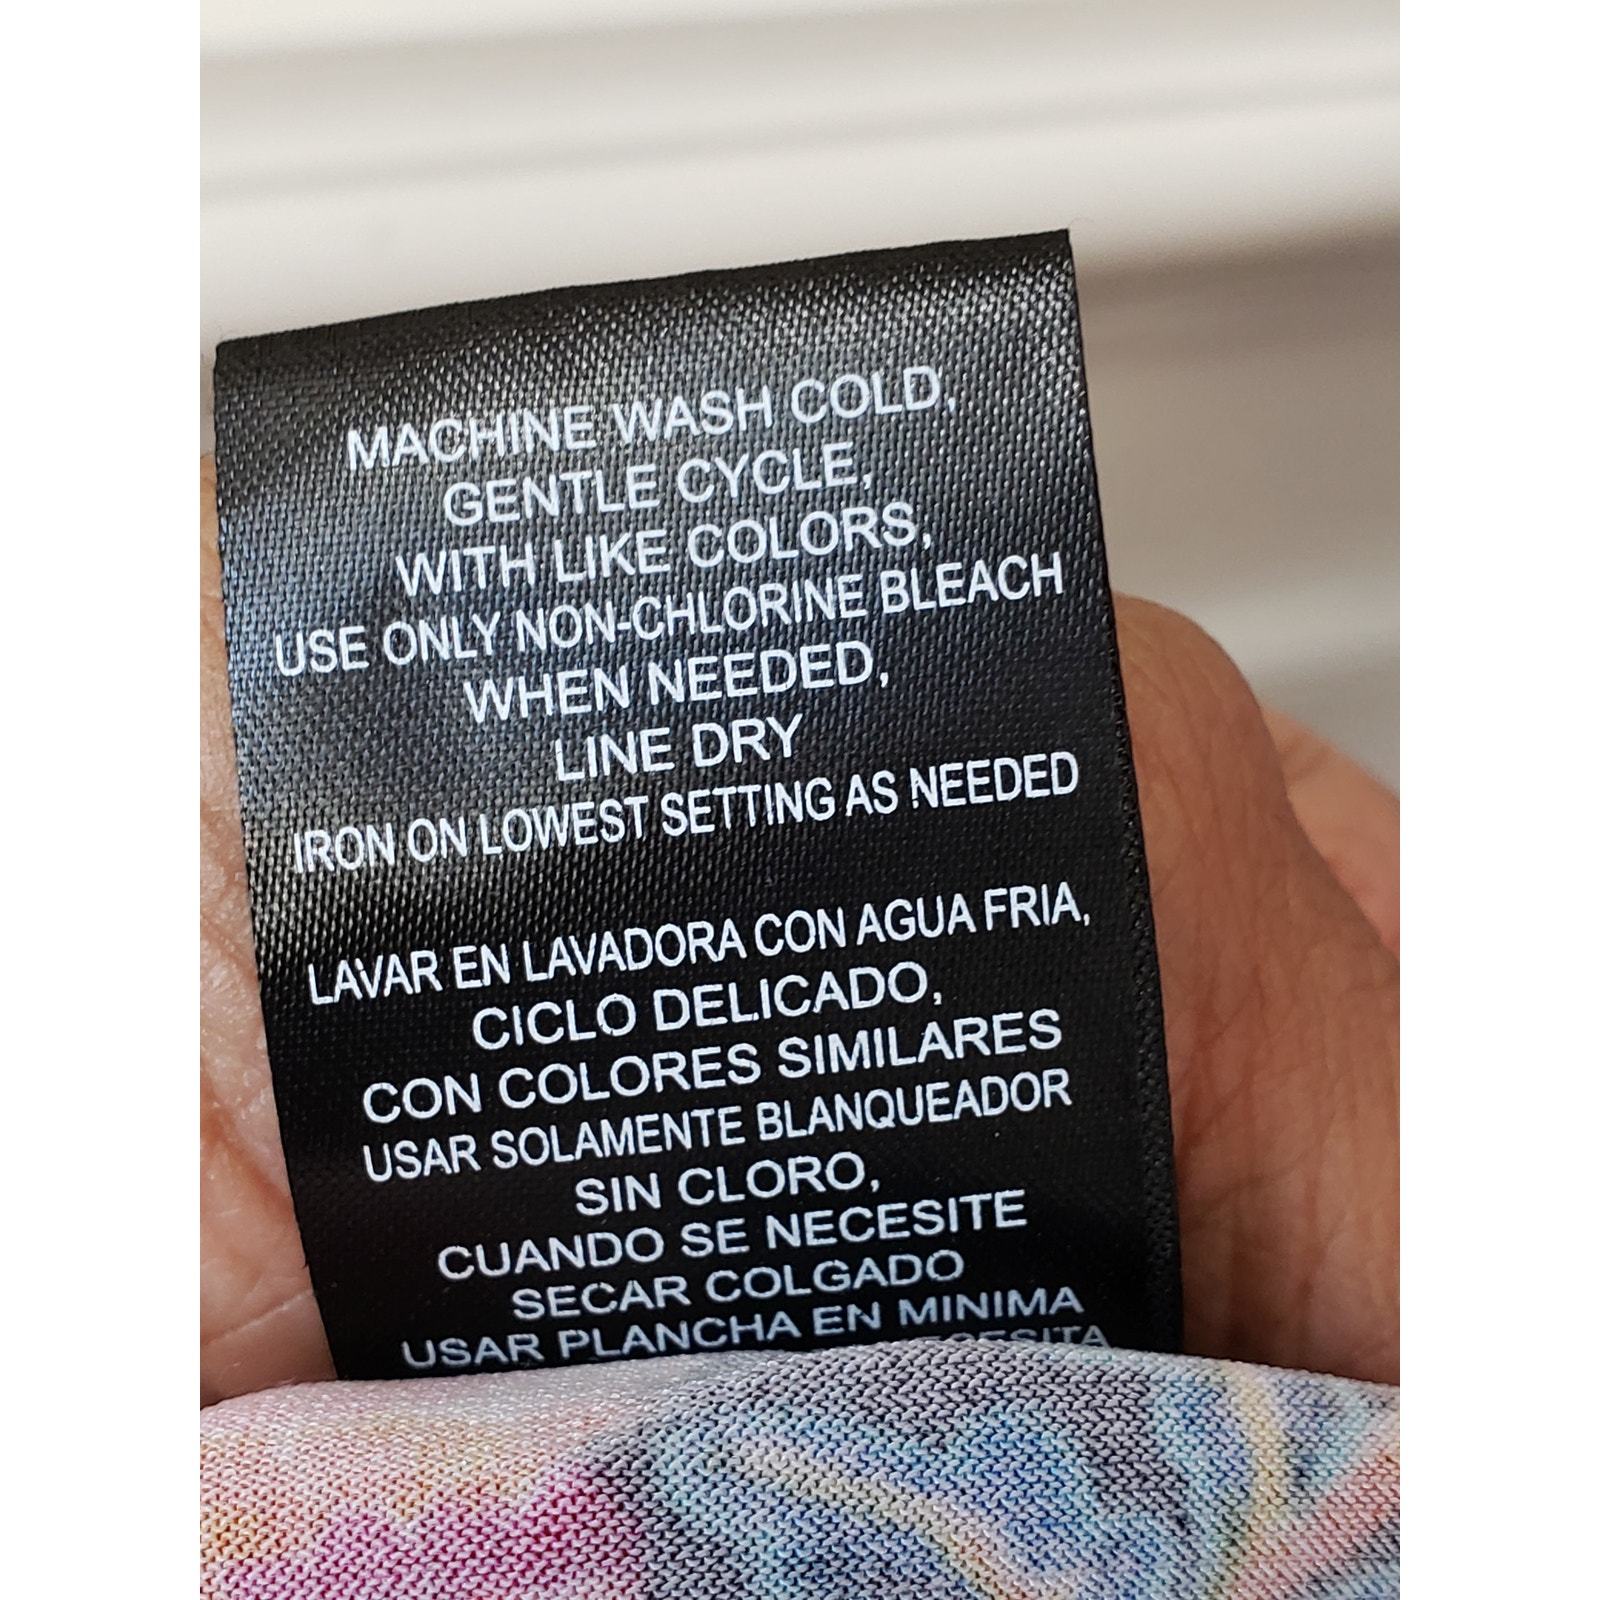 MACHINE WASH COLD,
GENTLE CYCLE,
WITH LIKE COLORS,
USE ONLY NON-CHLORINE BLEACH
WHEN NEEDED,
LINE DRY
IRON ON LOWEST SETTING AS NEEDED
LAVAR EN LAVADORA CON AGUA FRIA,
CICLO DELICADO,
CON COLORES SIMILARES
USAR SOLAMENTE BLANQUEADOR
SIN CLORO,
CUANDO SE NECESITE
SECAR COLGADO
USAR PLANCHA EN MINIMA